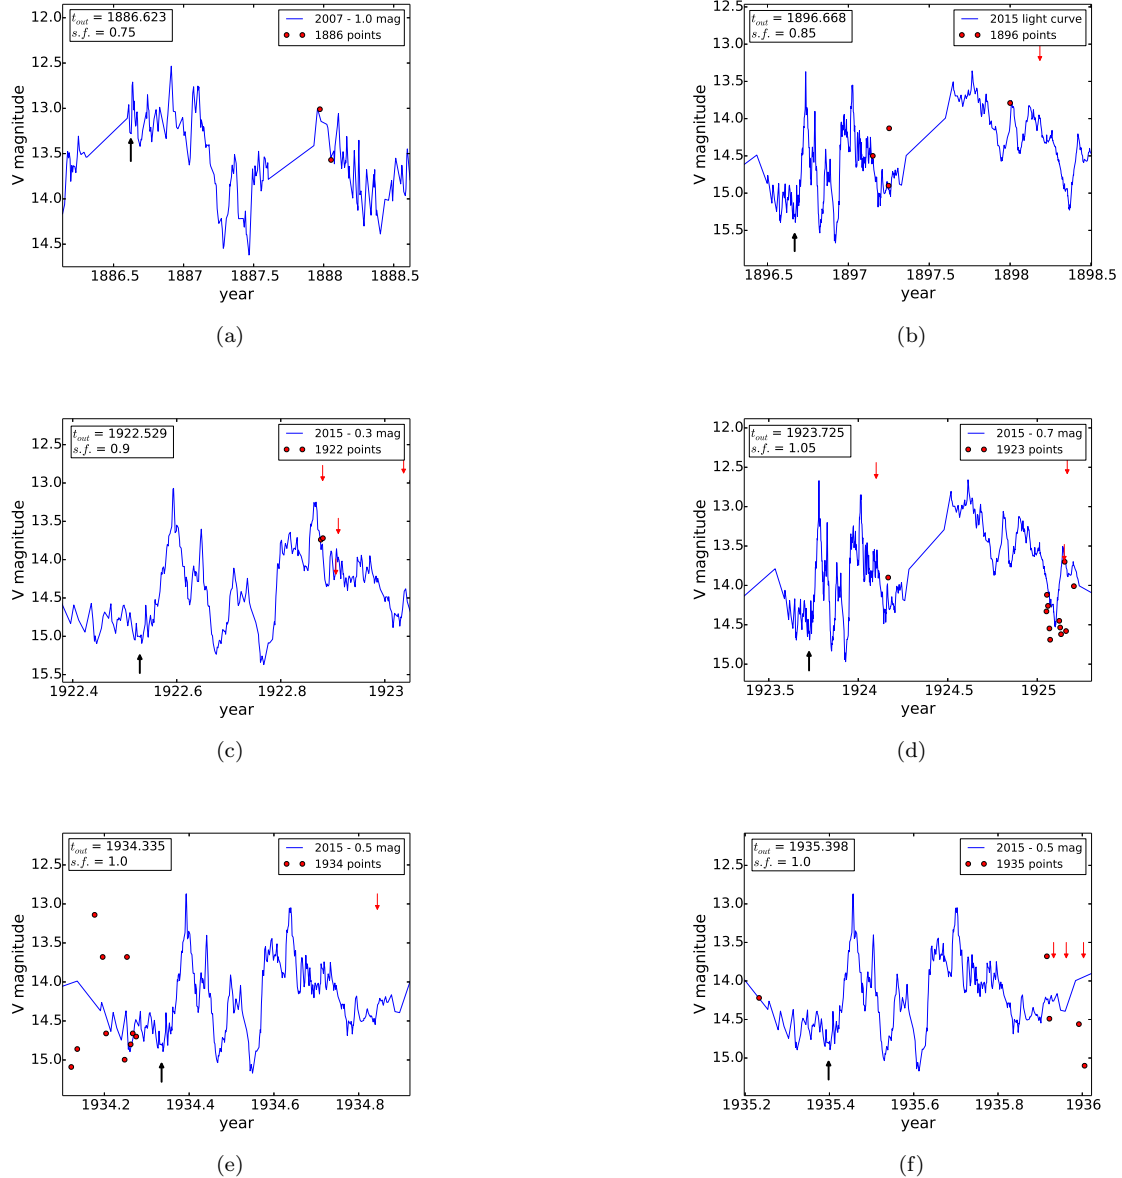 t_out = 1886.623
s.f. = 0.75
2007 - 1.0 mag
1886 points
12.0
12.5
13.0
13.5
14.0
14.5
V magnitude
1886.5 1887 1887.5 1888 1888.5
year
(a)
t_out = 1896.668
s.f. = 0.85
2015 light curve
1896 points
13.0
13.5
14.0
14.5
15.0
15.5
V magnitude
1896.5 1897 1897.5 1898 1898.5
year
(b)
t_out = 1922.529
s.f. = 0.9
2015 - 0.3 mag
1922 points
12.5
13.0
13.5
14.0
14.5
15.0
15.5
V magnitude
1922.4 1922.6 1922.8 1923
year
(c)
t_out = 1923.725
s.f. = 1.05
2015 - 0.7 mag
1923 points
12.0
12.5
13.0
13.5
14.0
14.5
15.0
V magnitude
1923.5 1924 1924.5 1925
year
(d)
t_out = 1934.335
s.f. = 1.0
2015 - 0.5 mag
1934 points
12.5
13.0
13.5
14.0
14.5
15.0
V magnitude
1934.2 1934.4 1934.6 1934.8
year
(e)
t_out = 1935.398
s.f. = 1.0
2015 - 0.5 mag
1935 points
12.5
13.0
13.5
14.0
14.5
15.0
V magnitude
1935.2 1935.4 1935.6 1935.8 1936
year
(f)